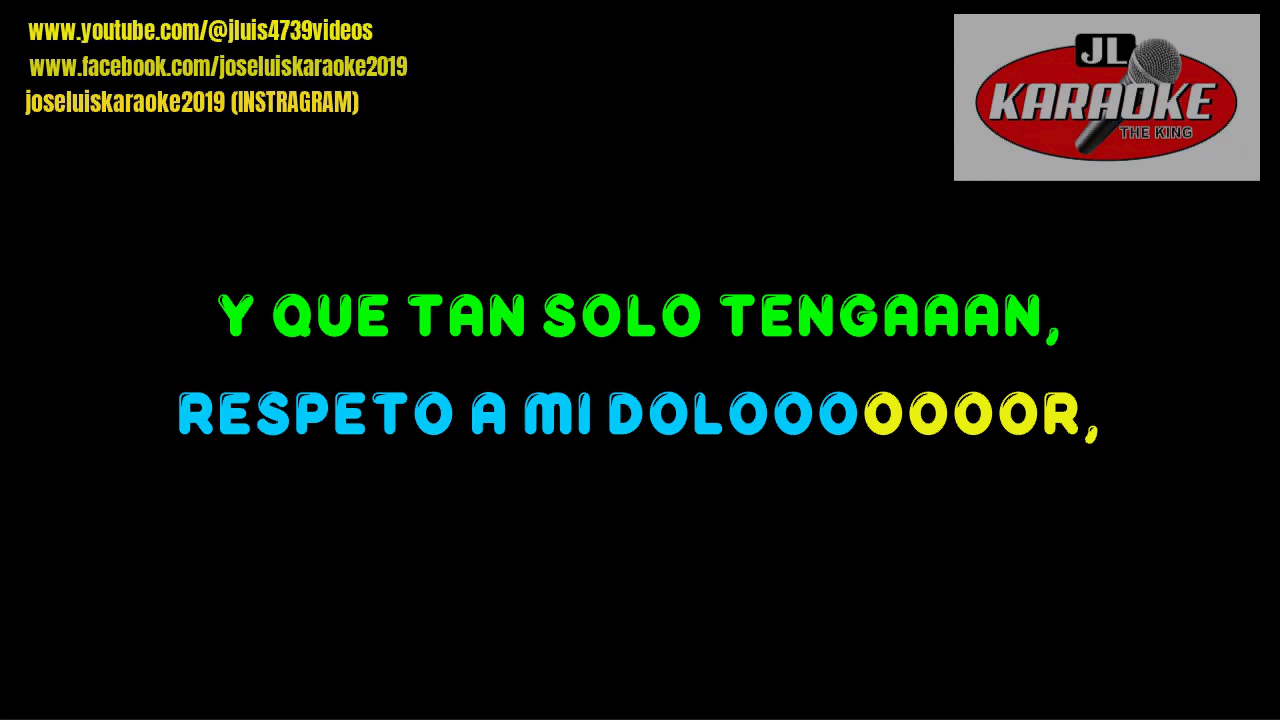 www.youtube.com/@jluis4739videos
www.facebook.com/joseluiskaraoke2019
joseluiskaraoke2019 (INSTRAGRAM)
JL
KARAOKE
THE KING
Y QUE TAN SOLO TENGAAAN,
RESPETO A MI DOLOOOOOOOR,